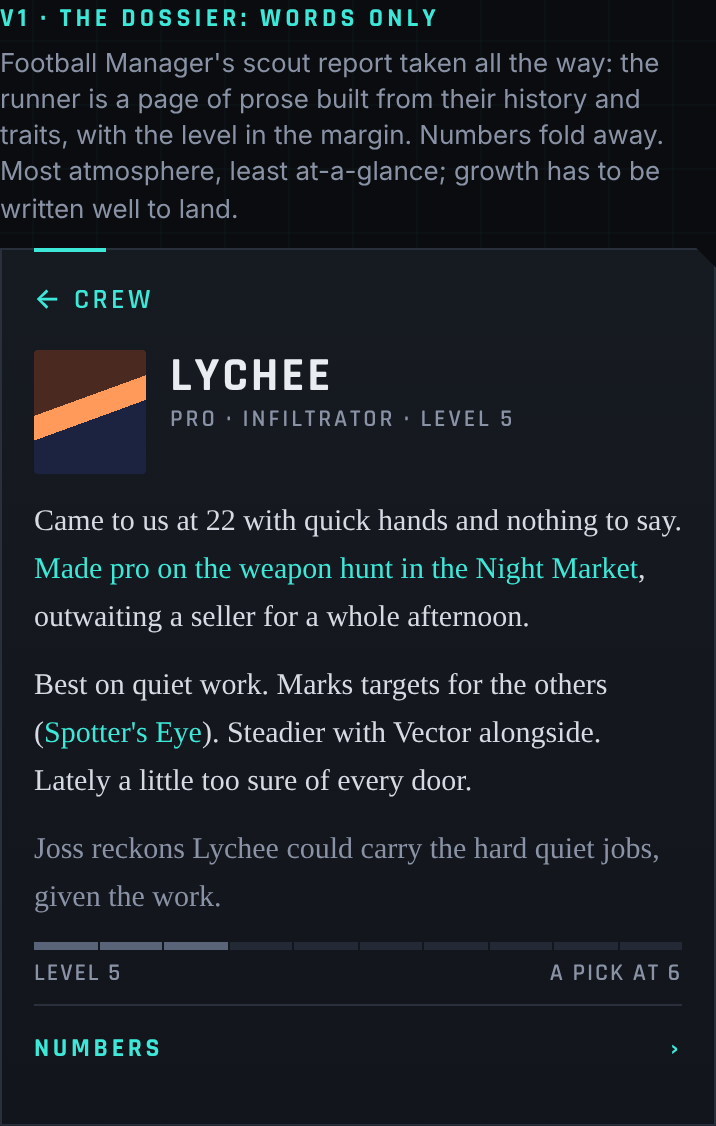 V1 · THE DOSSIER: WORDS ONLY
Football Manager's scout report taken all the way: the
runner is a page of prose built from their history and
traits, with the level in the margin. Numbers fold away.
Most atmosphere, least at-a-glance; growth has to be
written well to land.
← CREW
LYCHEE
PRO · INFILTRATOR · LEVEL 5
Came to us at 22 with quick hands and nothing to say.
Made pro on the weapon hunt in the Night Market,
outwaiting a seller for a whole afternoon.
Best on quiet work. Marks targets for the others
(Spotter's Eye). Steadier with Vector alongside.
Lately a little too sure of every door.
Joss reckons Lychee could carry the hard quiet jobs,
given the work.
LEVEL 5 A PICK AT 6
NUMBERS ›